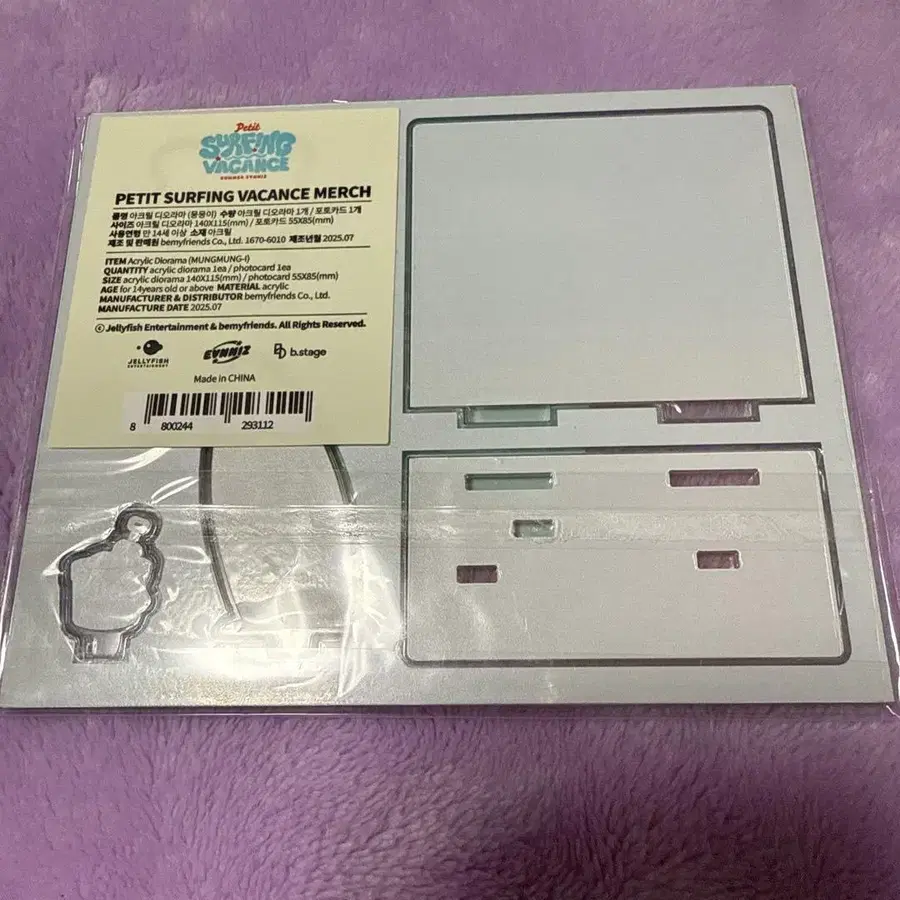 Petit
SURFING
VACANCE
SUMMER EVNNIZ
PETIT SURFING VACANCE MERCH
품명 아크릴 디오라마 (뭉뭉이) 수량 아크릴 디오라마 1개 / 포토카드 1개
사이즈 아크릴 디오라마 140X115(mm) / 포토카드 55X85(mm)
사용연령 만 14세 이상 소재 아크릴
제조 및 판매원 bemyfriends Co., Ltd. 1670-6010 제조년월 2025.07
ITEM Acrylic Diorama (MUNGMUNG-I)
QUANTITY acrylic diorama 1ea / photocard 1ea
SIZE acrylic diorama 140X115(mm) / photocard 55X85(mm)
AGE for 14years old or above MATERIAL acrylic
MANUFACTURER & DISTRIBUTOR bemyfriends Co., Ltd.
MANUFACTURE DATE 2025.07
© Jellyfish Entertainment & bemyfriends. All Rights Reserved.
JELLYFISH
ENTERTAINMENT
EVNNIZ
b.stage
Made in CHINA
8 800244 293112